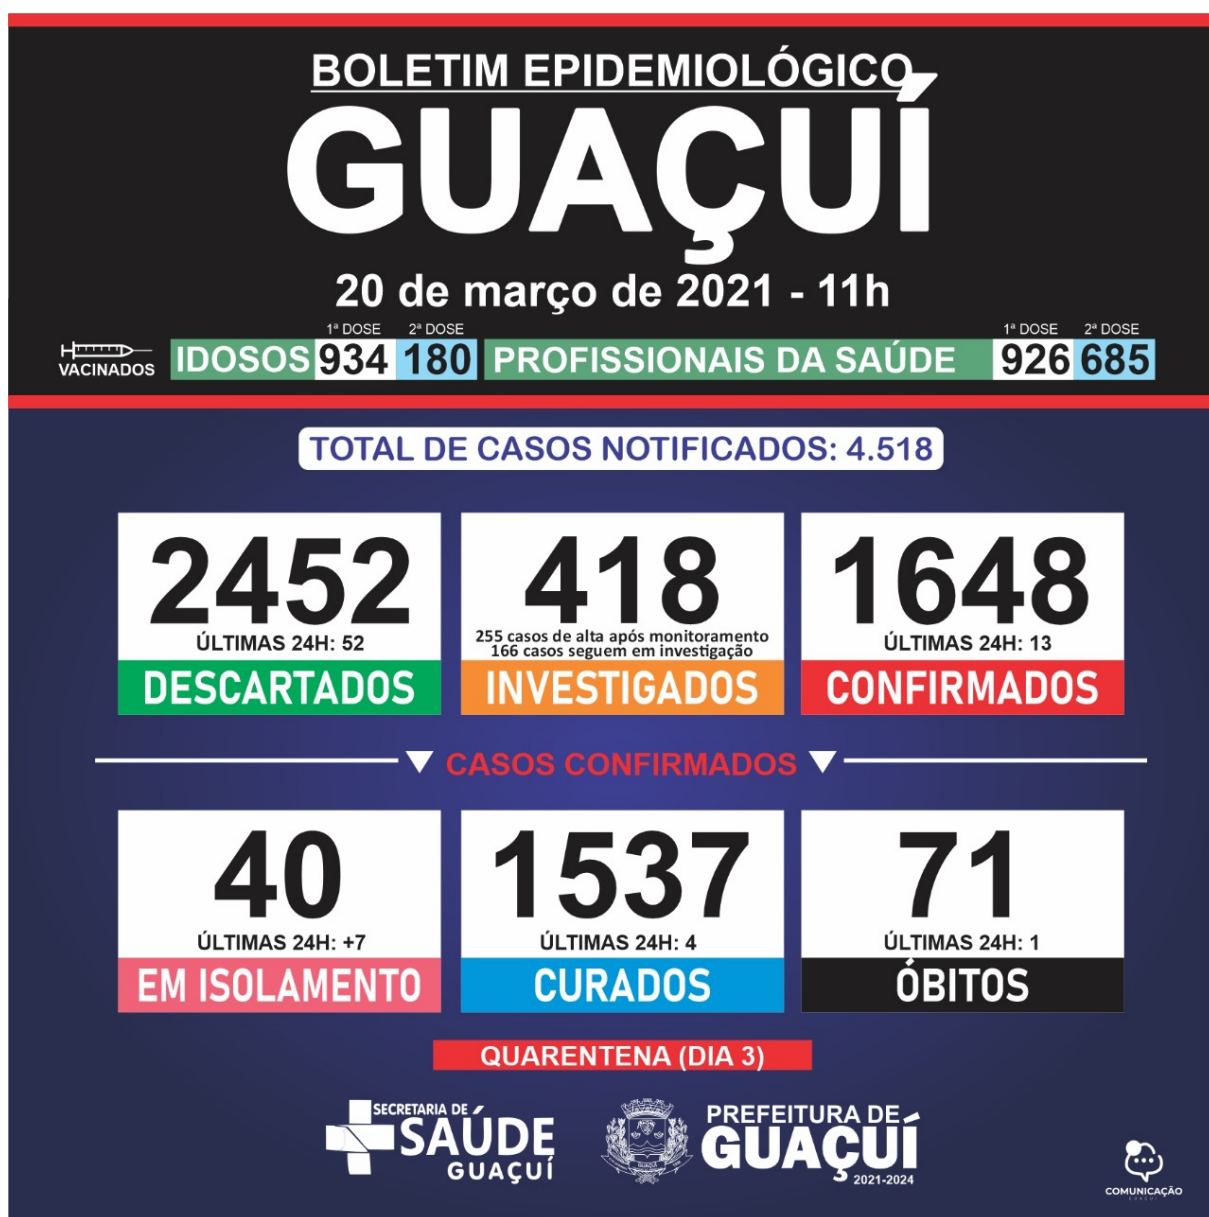 BOLETIM EPIDEMIOLÓGICO
GUAÇUÍ
20 de março de 2021 - 11h
1ª DOSE 2ª DOSE 1ª DOSE 2ª DOSE
VACINADOS IDOSOS 934 180 PROFISSIONAIS DA SAÚDE 926 685
TOTAL DE CASOS NOTIFICADOS: 4.518
2452
ÚLTIMAS 24H: 52
DESCARTADOS
418
255 casos de alta após monitoramento
166 casos seguem em investigação
INVESTIGADOS
1648
ÚLTIMAS 24H: 13
CONFIRMADOS
CASOS CONFIRMADOS
40
ÚLTIMAS 24H: +7
EM ISOLAMENTO
1537
ÚLTIMAS 24H: 4
CURADOS
71
ÚLTIMAS 24H: 1
ÓBITOS
QUARENTENA (DIA 3)
SECRETARIA DE
SAÚDE
GUAÇUÍ
PREFEITURA DE
GUAÇUÍ
2021-2024
COMUNICAÇÃO